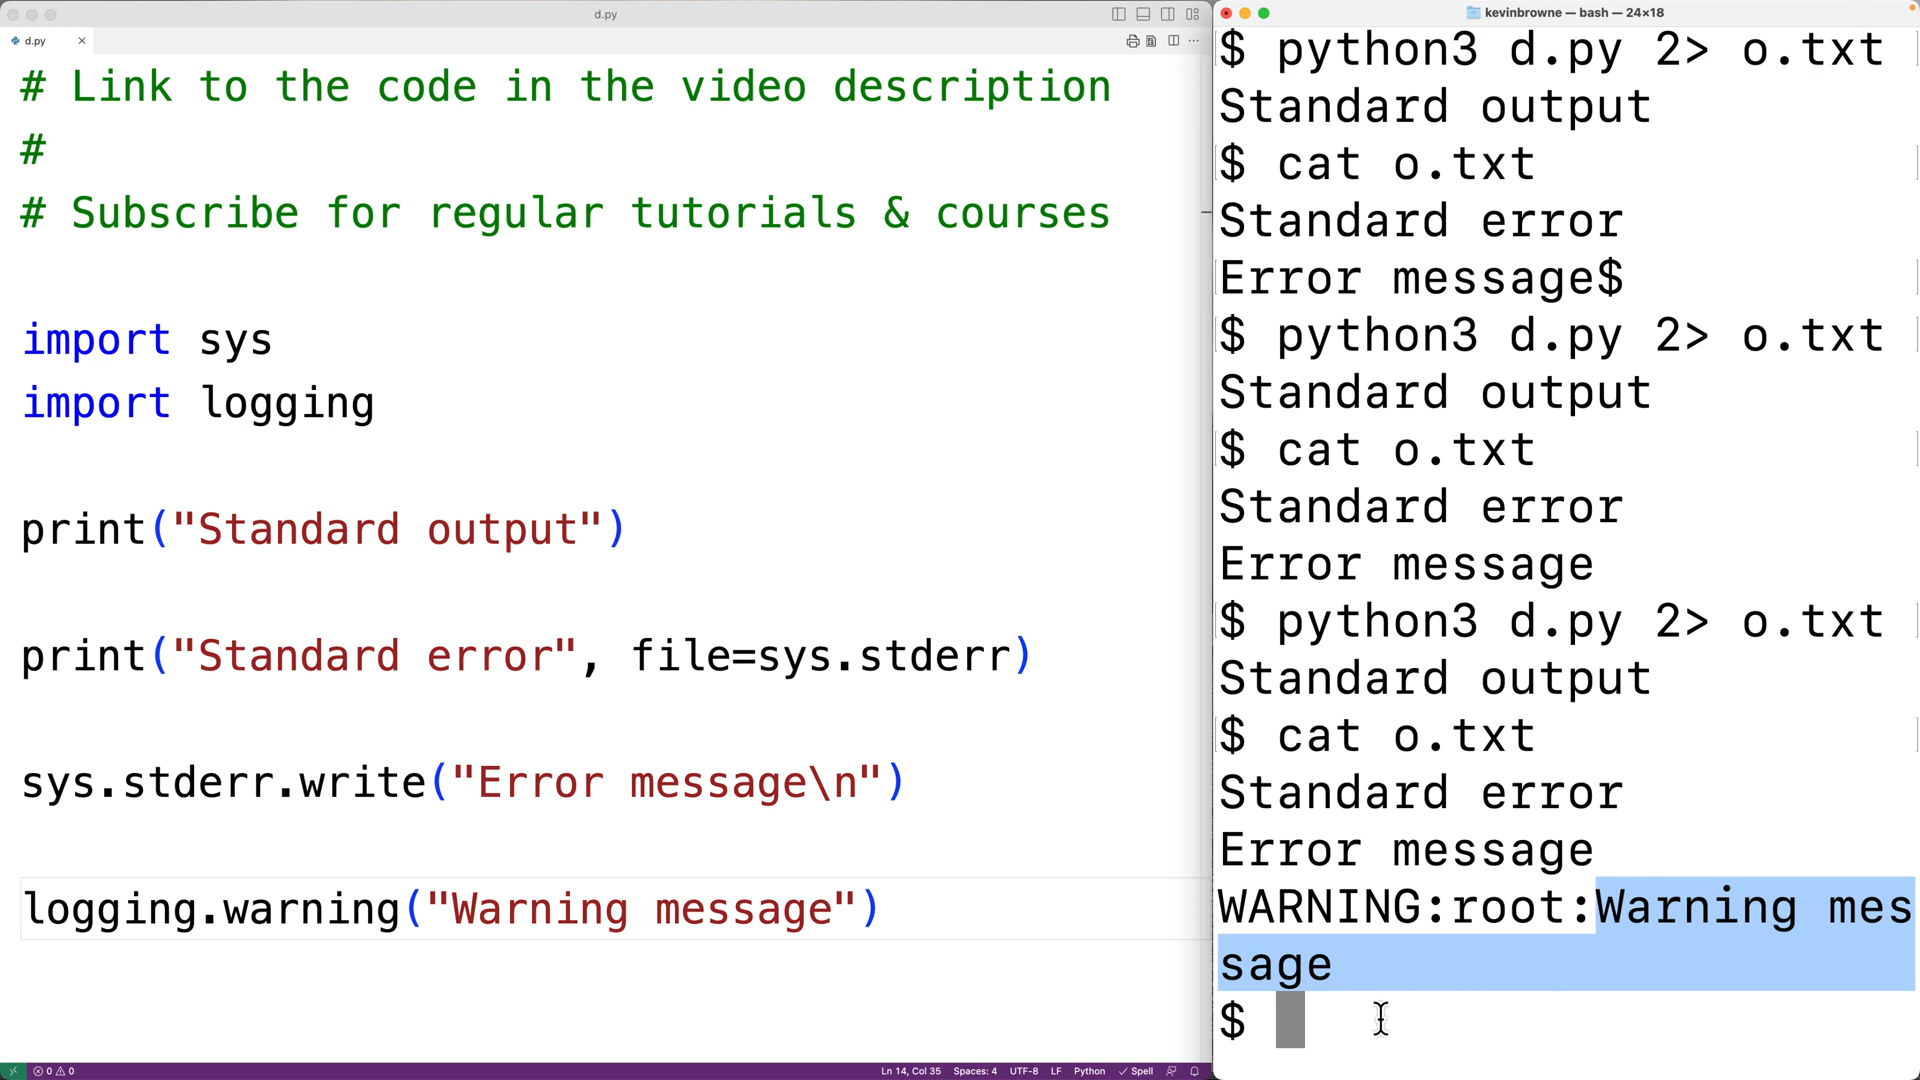 d.py
d.py
# Link to the code in the video description
#
# Subscribe for regular tutorials & courses
import sys
import logging
print("Standard output")
print("Standard error", file=sys.stderr)
sys.stderr.write("Error message\n")
logging.warning("Warning message")
0 0
Ln 14, Col 35 Spaces: 4 UTF-8 LF Python Spell
kevinbrowne — bash — 24×18
$ python3 d.py 2> o.txt
Standard output
$ cat o.txt
Standard error
Error message$
$ python3 d.py 2> o.txt
Standard output
$ cat o.txt
Standard error
Error message
$ python3 d.py 2> o.txt
Standard output
$ cat o.txt
Standard error
Error message
WARNING:root:Warning mes
sage
$